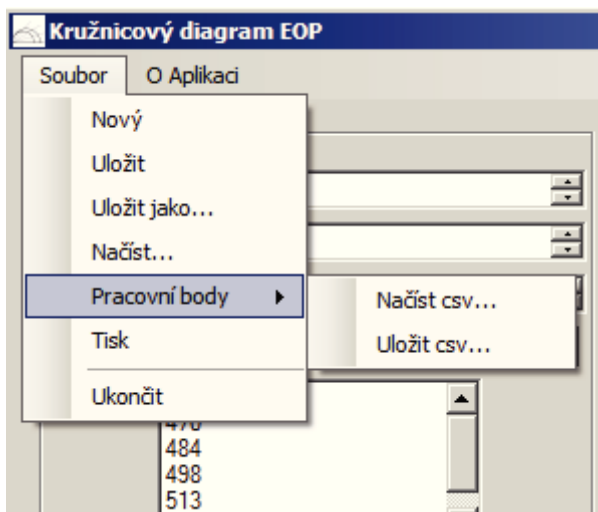 Kružnicový diagram EOP
Soubor O Aplikaci
Nový
Uložit
Uložit jako...
Načíst...
Pracovní body
Načíst csv...
Tisk
Uložit csv...
Ukončit
484
498
513